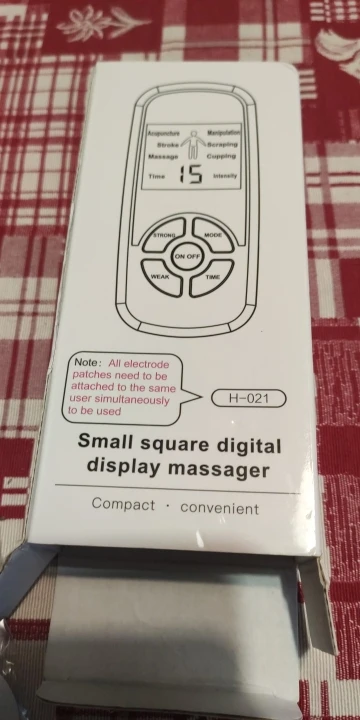 Acupuncture Manipulation
Stroke Scraping
Massage Cupping
Time 15 Intensity
STRONG MODE
ON OFF
WEAK TIME
Note: All electrode
patches need to be
attached to the same
user simultaneously
to be used
H-021
Small square digital
display massager
Compact · convenient